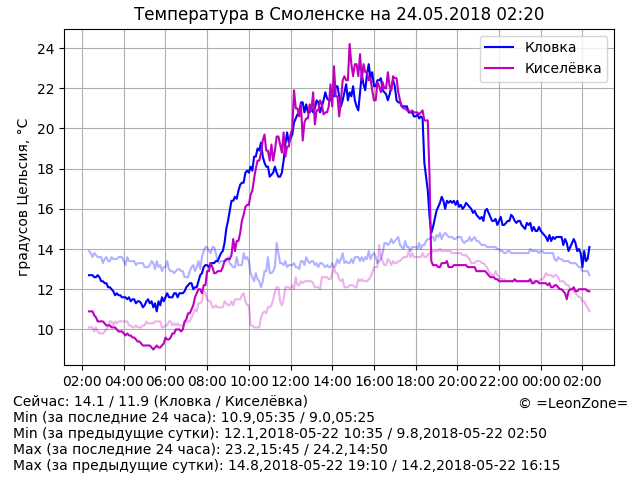 Температура в Смоленске на 24.05.2018 02:20
Кловка
Киселёвка
градусов Цельсия, °C
24
22
20
18
16
14
12
10
02:00 04:00 06:00 08:00 10:00 12:00 14:00 16:00 18:00 20:00 22:00 00:00 02:00
Сейчас: 14.1 / 11.9 (Кловка / Киселёвка)
© =LeonZone=
Min (за последние 24 часа): 10.9,05:35 / 9.0,05:25
Min (за предыдущие сутки): 12.1,2018-05-22 10:35 / 9.8,2018-05-22 02:50
Max (за последние 24 часа): 23.2,15:45 / 24.2,14:50
Max (за предыдущие сутки): 14.8,2018-05-22 19:10 / 14.2,2018-05-22 16:15